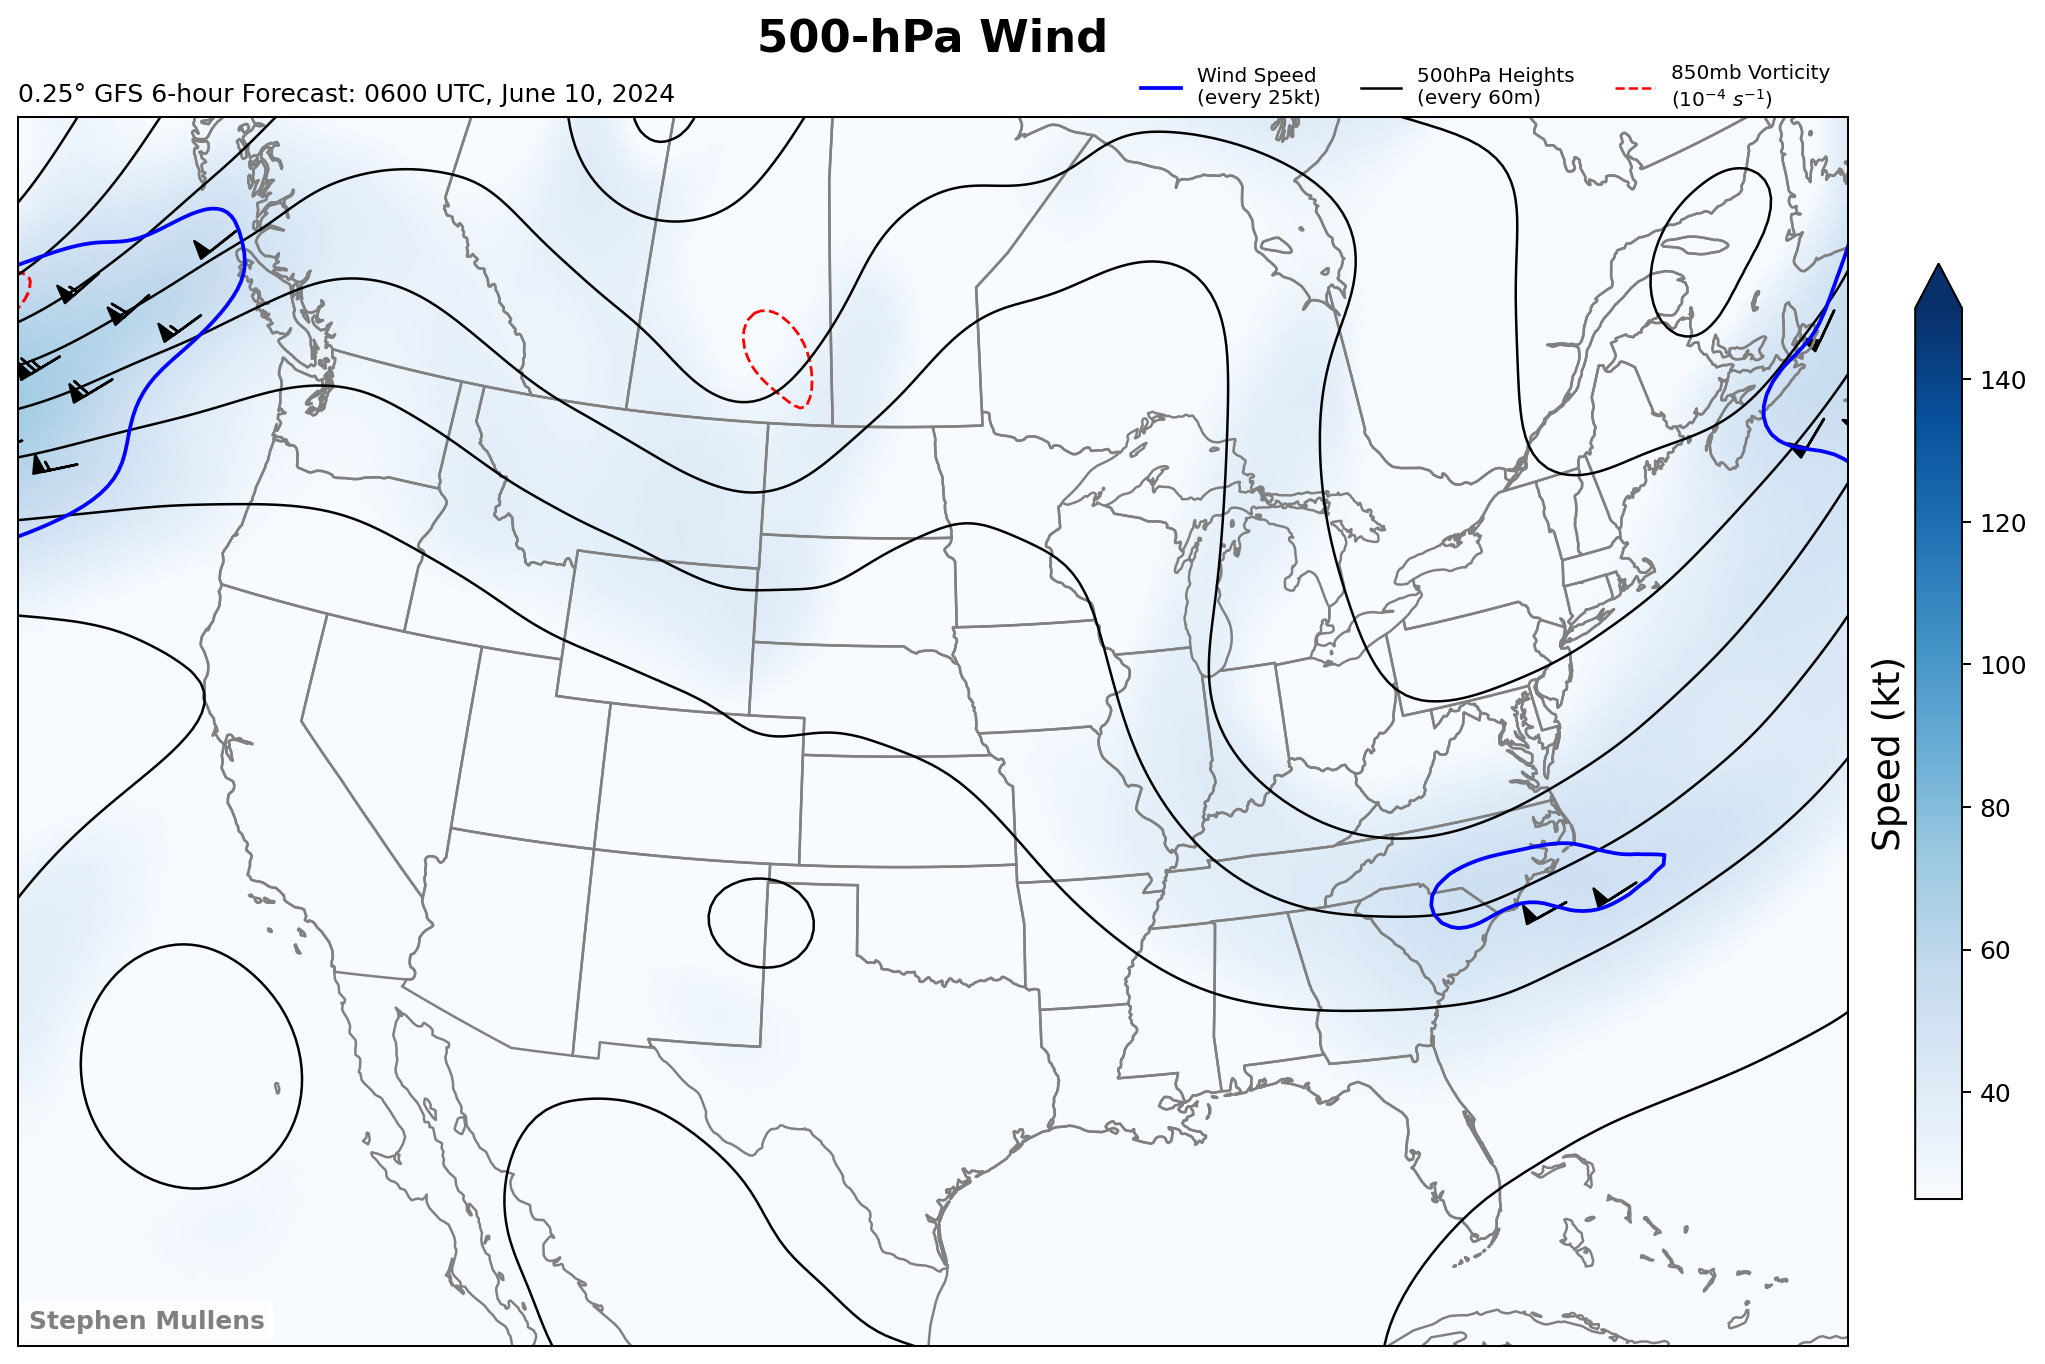 500-hPa Wind
0.25° GFS 6-hour Forecast: 0600 UTC, June 10, 2024
Wind Speed
(every 25kt)
500hPa Heights
(every 60m)
850mb Vorticity
(10⁻⁴ s⁻¹)
140
120
100
80
60
40
Speed (kt)
Stephen Mullens